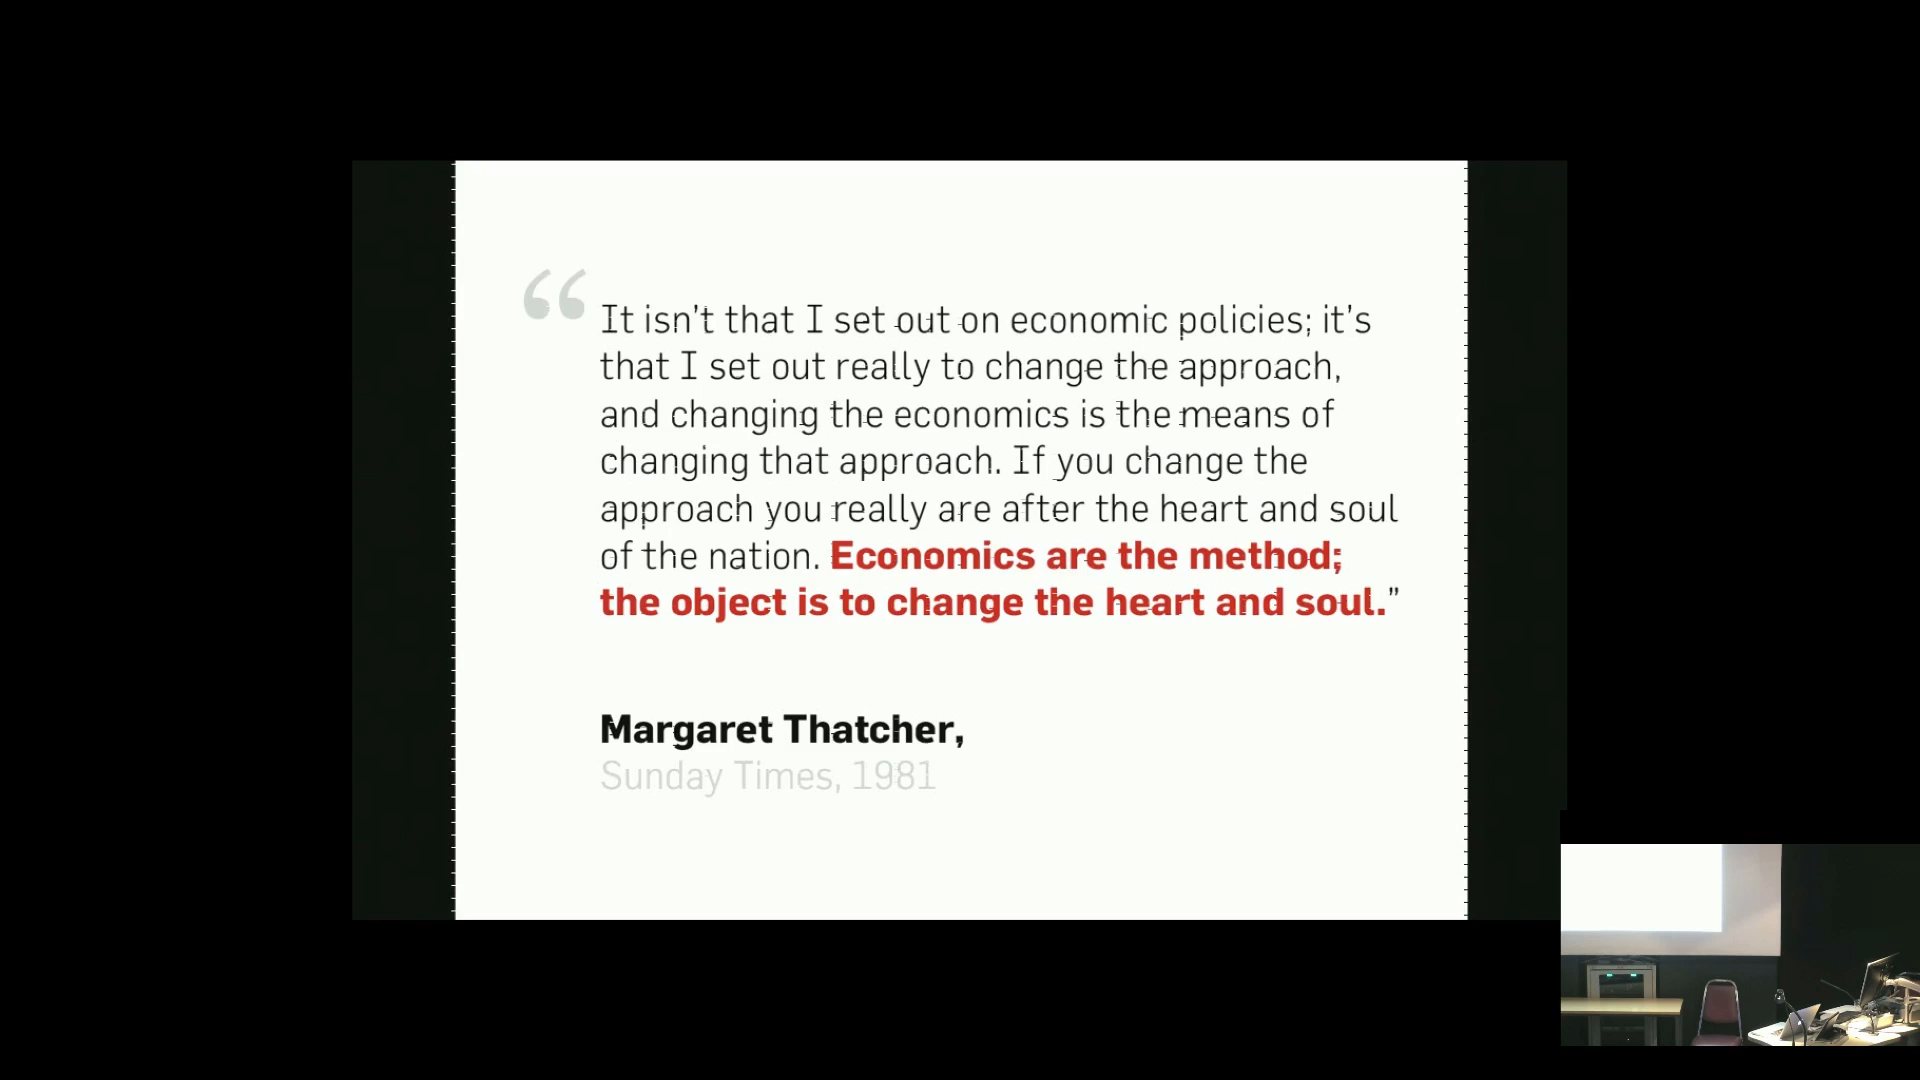 “It isn’t that I set out on economic policies; it’s
that I set out really to change the approach,
and changing the economics is the means of
changing that approach. If you change the
approach you really are after the heart and soul
of the nation. Economics are the method;
the object is to change the heart and soul.”
Margaret Thatcher,
Sunday Times, 1981